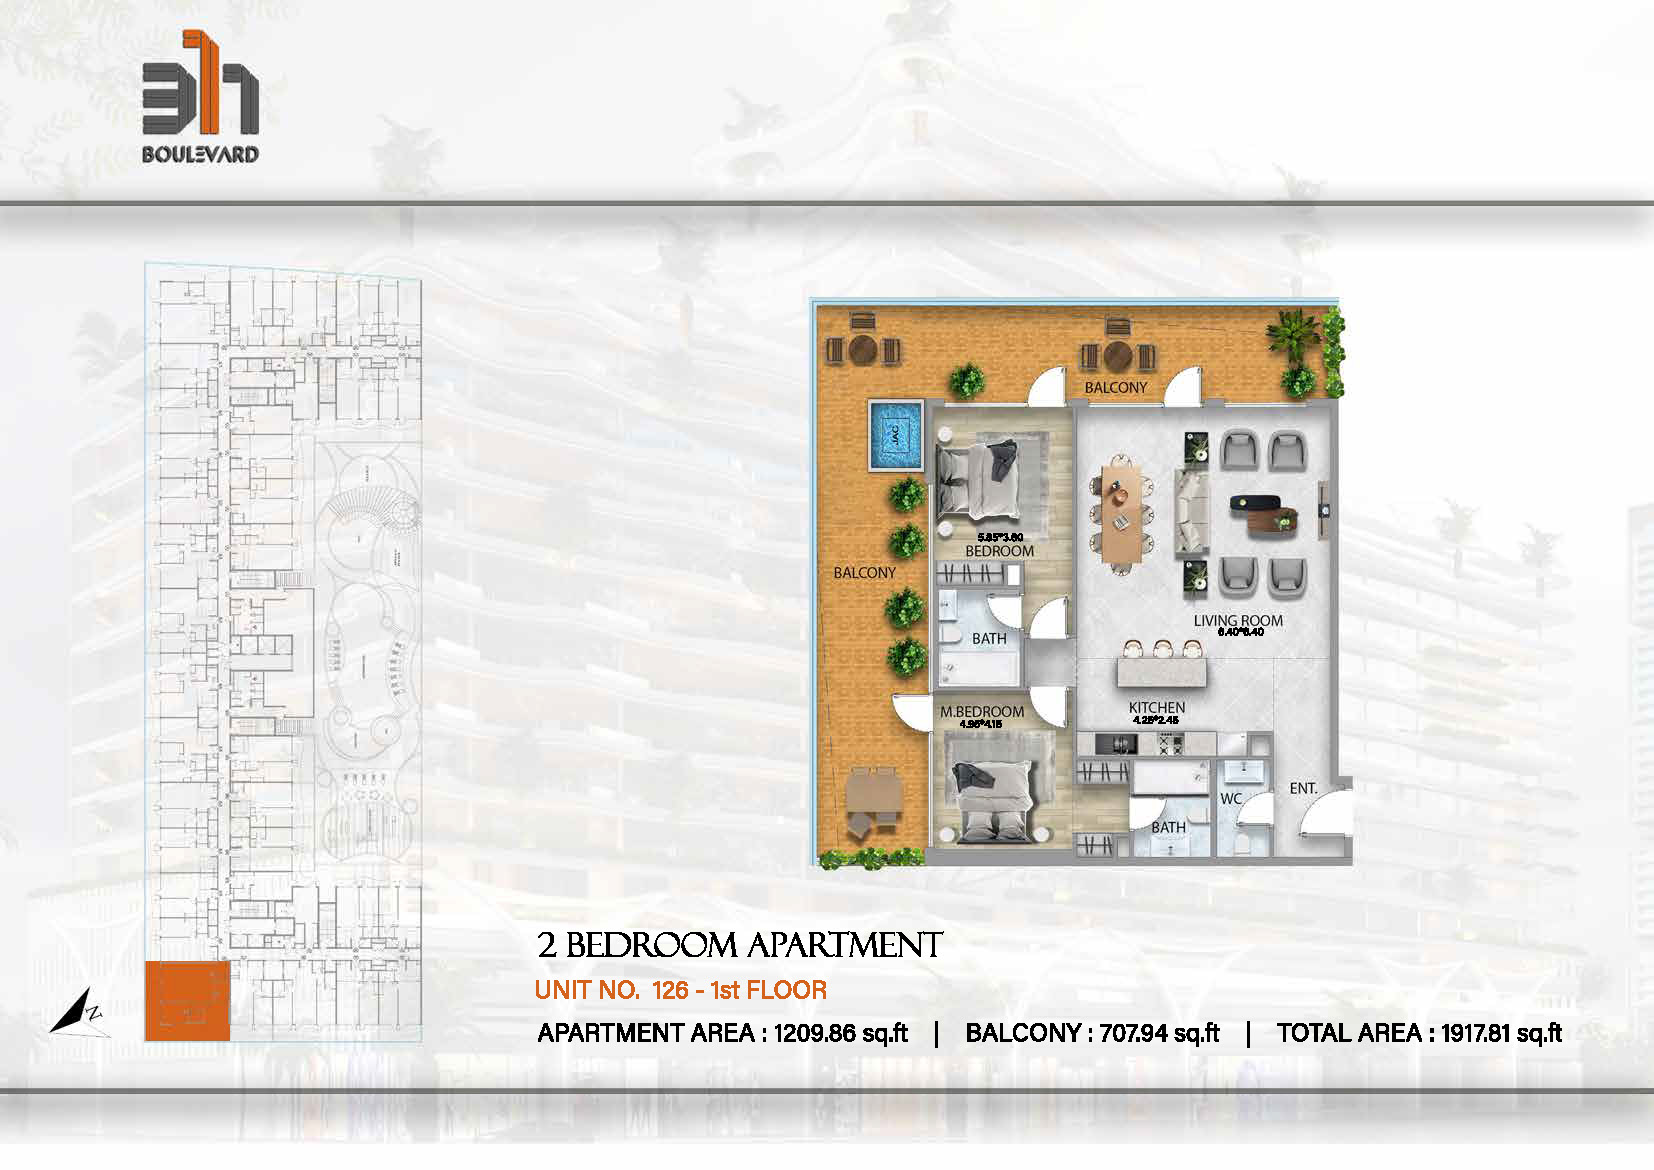 311
BOULEVARD
BALCONY
JAC
5.85*3.60
BEDROOM
BALCONY
LIVING ROOM
6.40*6.40
BATH
M.BEDROOM
4.95*4.15
KITCHEN
4.25*2.45
ENT.
WC
BATH
2 BEDROOM APARTMENT
UNIT NO. 126 - 1st FLOOR
N
APARTMENT AREA : 1209.86 sq.ft | BALCONY : 707.94 sq.ft | TOTAL AREA : 1917.81 sq.ft